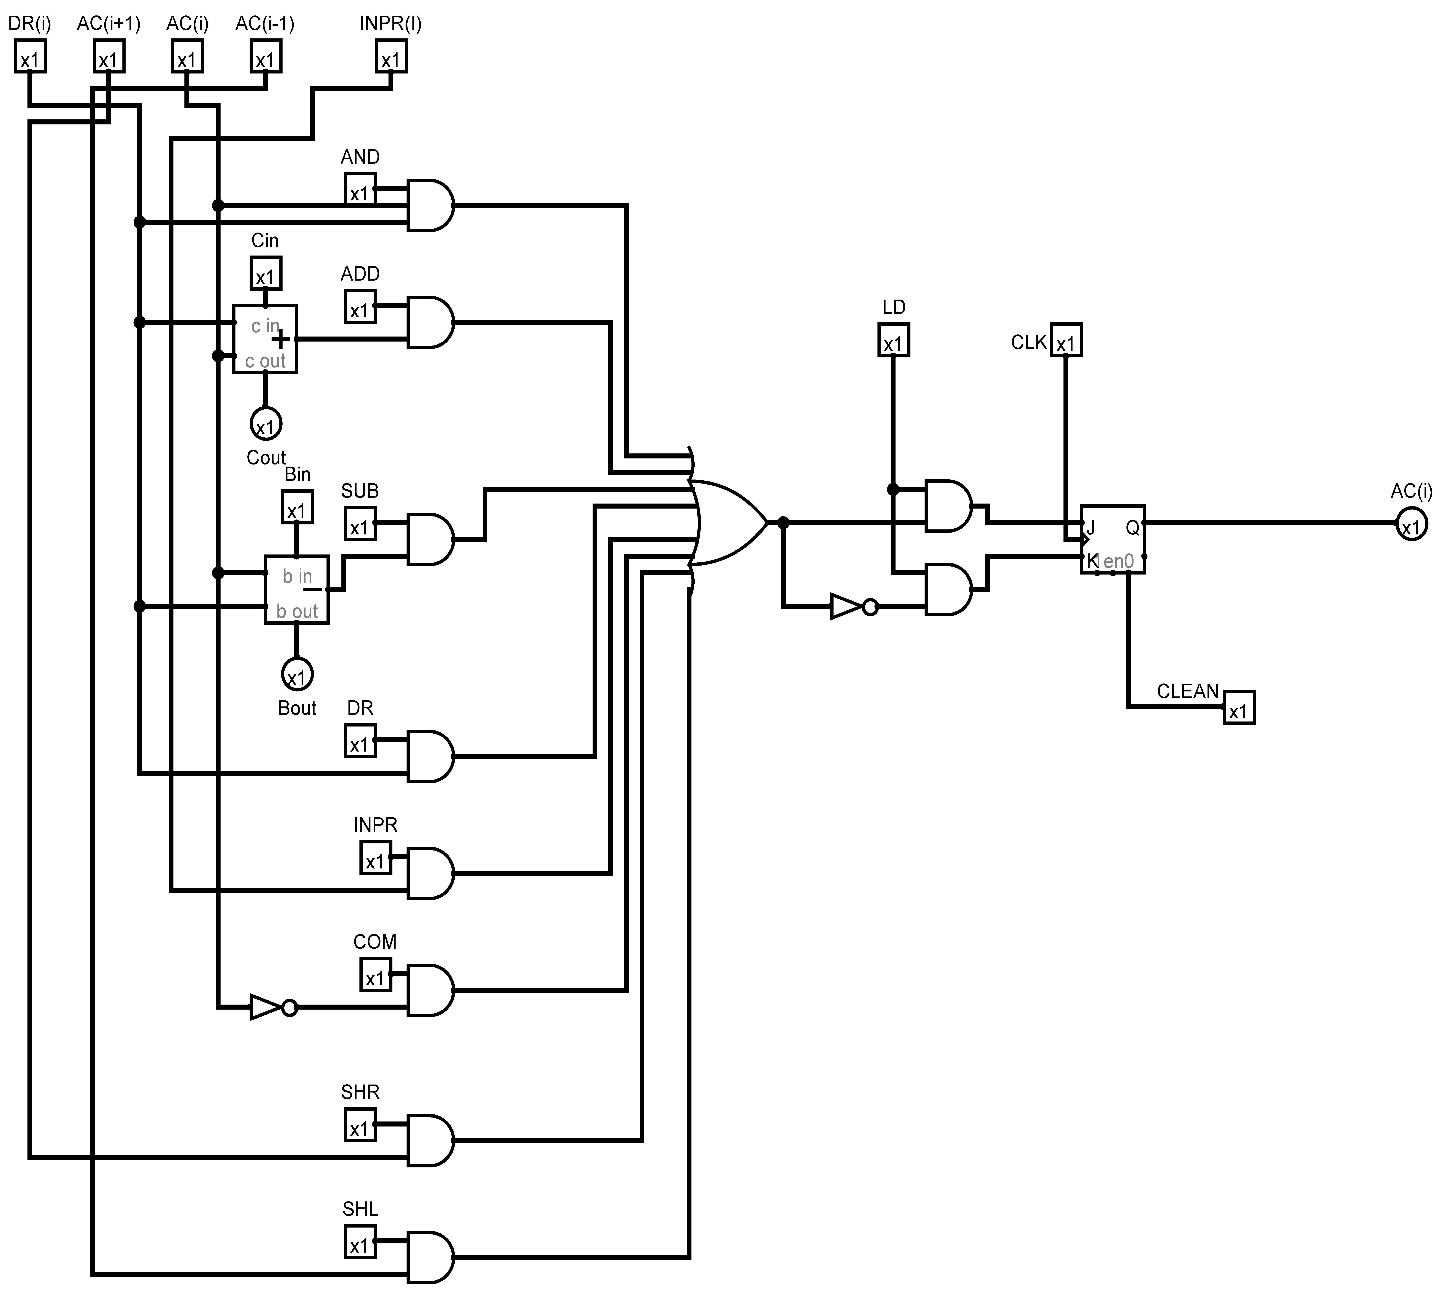 DR(i) AC(i+1) AC(i) AC(i-1) INPR(I)
x1 x1 x1 x1 x1
AND
x1
Cin
x1
ADD
x1
c in
+
c out
x1
Cout
Bin
x1
SUB
x1
b in
−
b out
x1
Bout
DR
x1
INPR
x1
COM
x1
SHR
x1
SHL
x1
LD
x1
CLK x1
J Q
K en0
AC(i)
x1
CLEAN x1